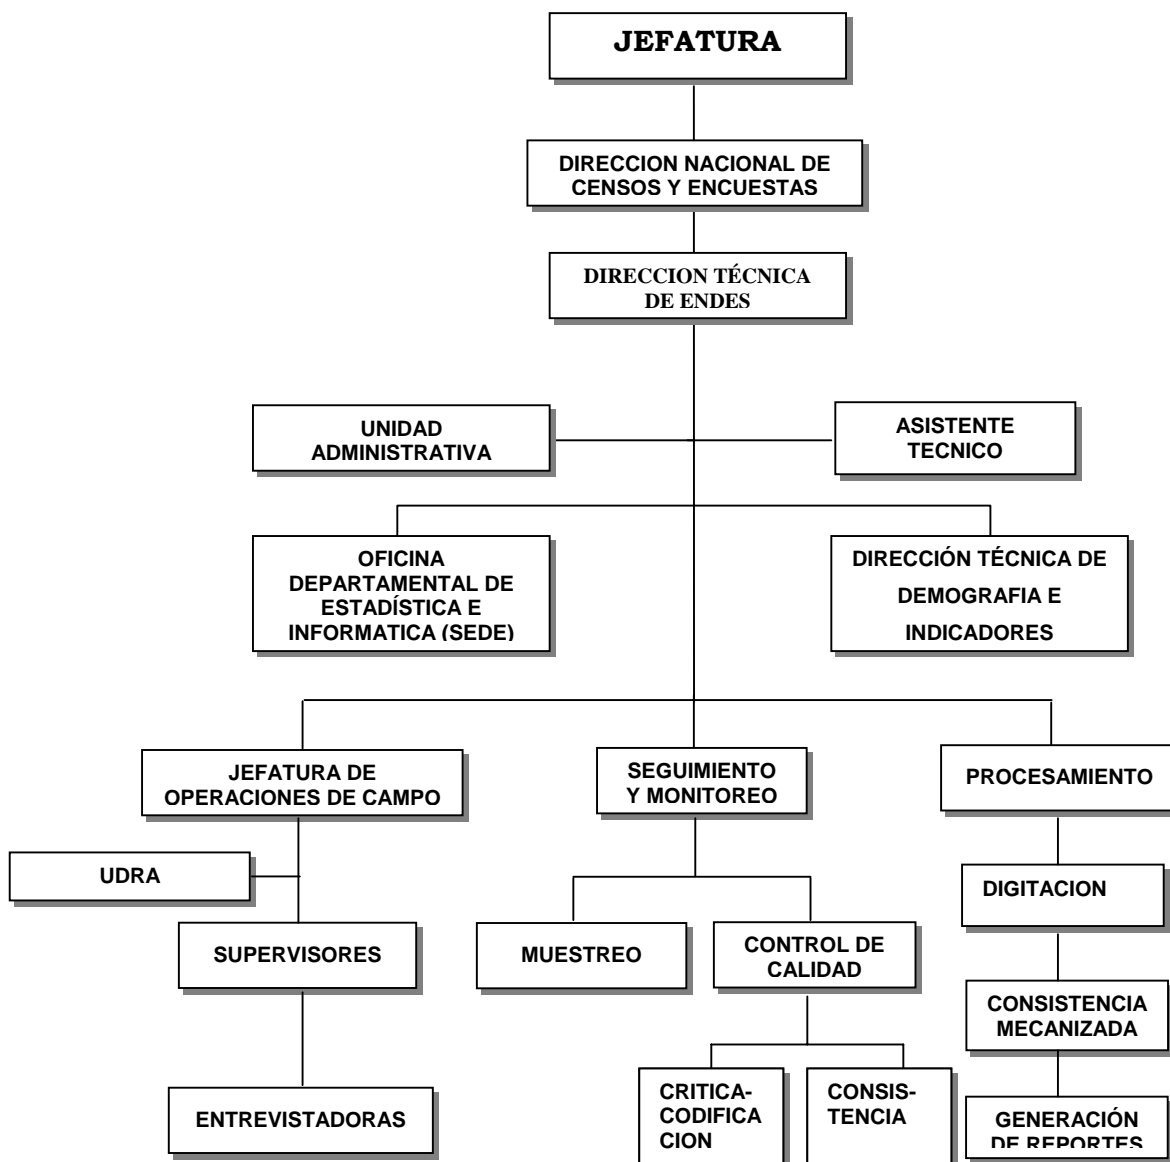 JEFATURA
DIRECCION NACIONAL DE
CENSOS Y ENCUESTAS
DIRECCION TÉCNICA
DE ENDES
UNIDAD
ADMINISTRATIVA
ASISTENTE
TECNICO
OFICINA
DEPARTAMENTAL DE
ESTADÍSTICA E
INFORMATICA (SEDE)
DIRECCIÓN TÉCNICA DE
DEMOGRAFIA E
INDICADORES
JEFATURA DE
OPERACIONES DE CAMPO
SEGUIMIENTO
Y MONITOREO
PROCESAMIENTO
UDRA
DIGITACION
SUPERVISORES
MUESTREO
CONTROL DE
CALIDAD
CONSISTENCIA
MECANIZADA
ENTREVISTADORAS
CRITICA-
CODIFICA
CION
CONSIS-
TENCIA
GENERACIÓN
DE REPORTES